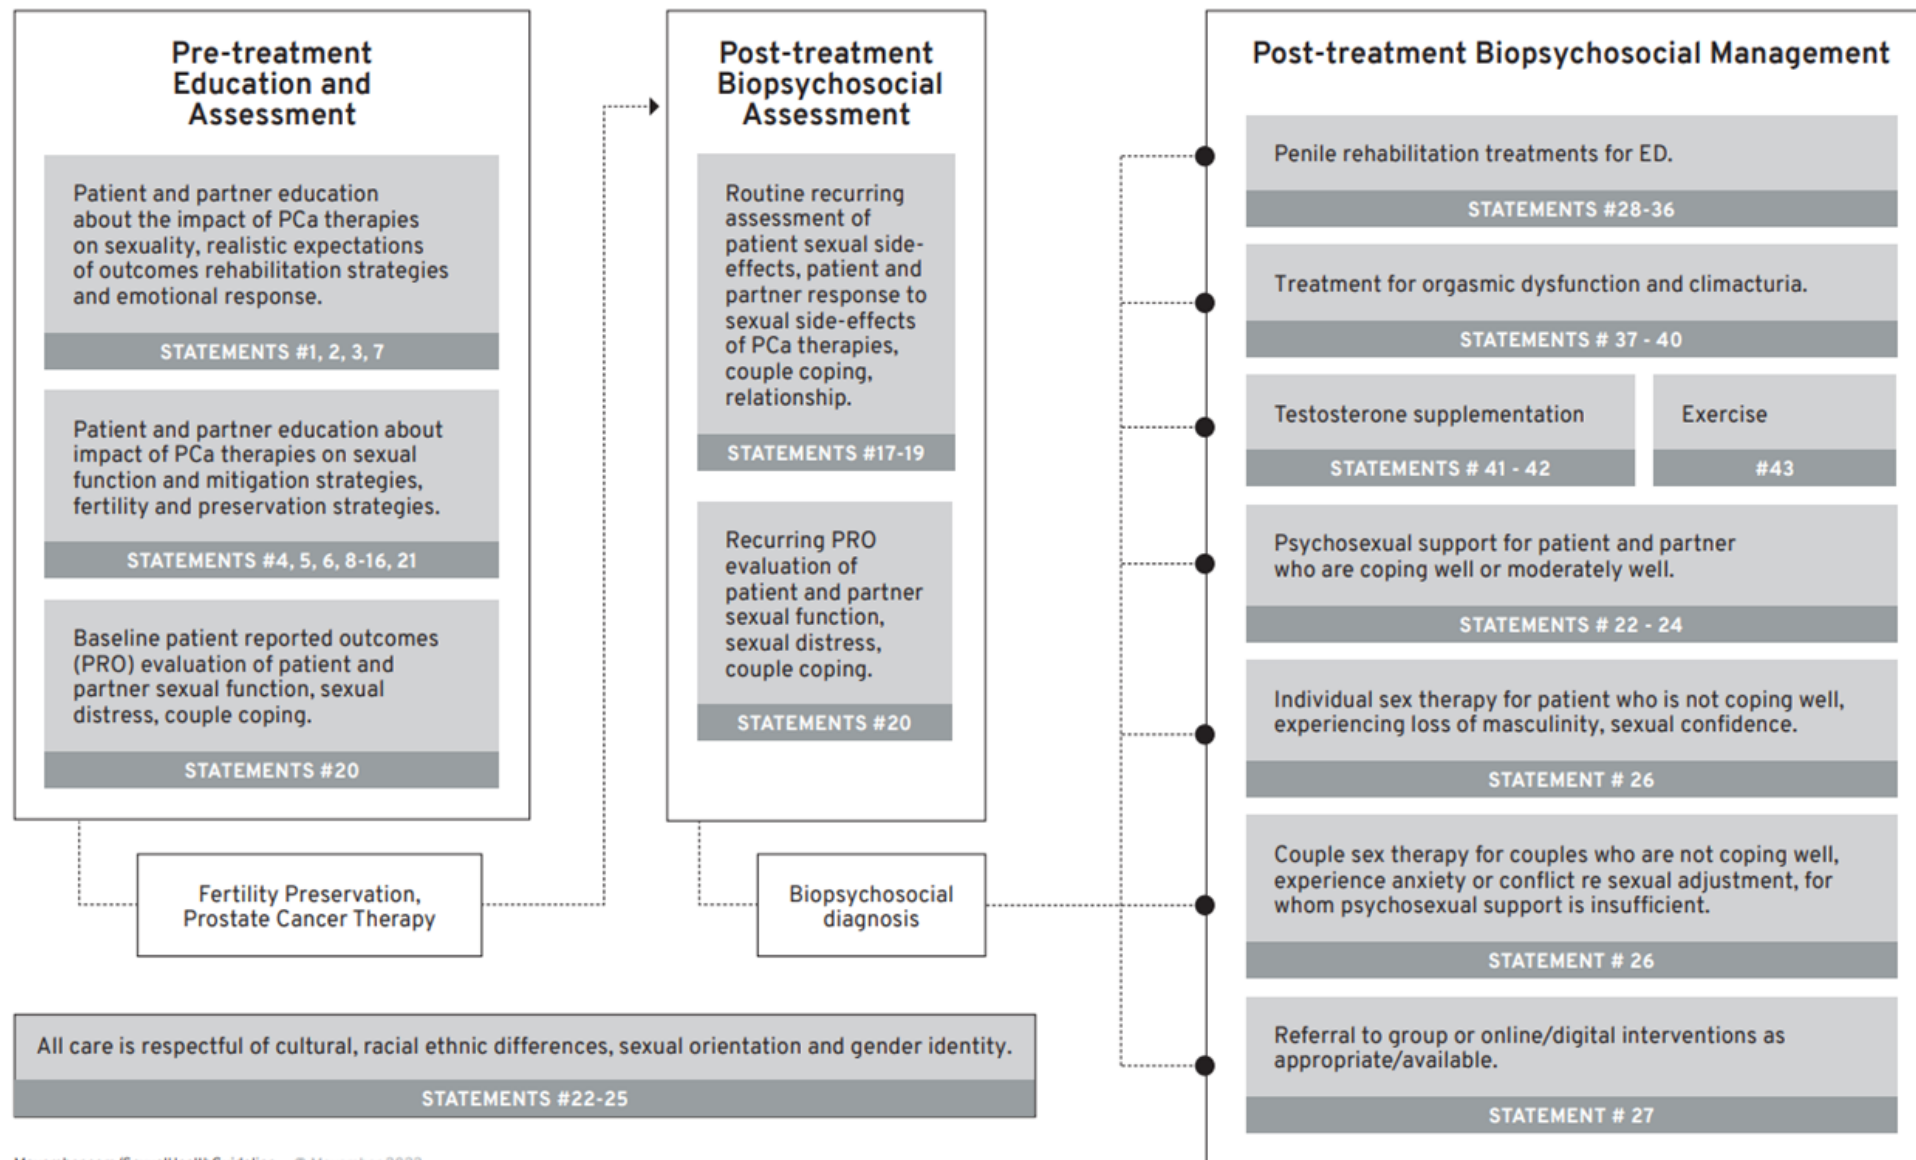 Pre-treatment
Education and
Assessment
Patient and partner education
about the impact of PCa therapies
on sexuality, realistic expectations
of outcomes rehabilitation strategies
and emotional response.
STATEMENTS #1, 2, 3, 7
Patient and partner education about
impact of PCa therapies on sexual
function and mitigation strategies,
fertility and preservation strategies.
STATEMENTS #4, 5, 6, 8-16, 21
Baseline patient reported outcomes
(PRO) evaluation of patient and
partner sexual function, sexual
distress, couple coping.
STATEMENTS #20
Fertility Preservation,
Prostate Cancer Therapy
Post-treatment
Biopsychosocial
Assessment
Routine recurring
assessment of
patient sexual side-
effects, patient and
partner response to
sexual side-effects
of PCa therapies,
couple coping,
relationship.
STATEMENTS #17-19
Recurring PRO
evaluation of
patient and partner
sexual function,
sexual distress,
couple coping.
STATEMENTS #20
Biopsychosocial
diagnosis
Post-treatment Biopsychosocial Management
Penile rehabilitation treatments for ED.
STATEMENTS #28-36
Treatment for orgasmic dysfunction and climacturia.
STATEMENTS # 37 - 40
Testosterone supplementation
STATEMENTS # 41 - 42
Exercise
#43
Psychosexual support for patient and partner
who are coping well or moderately well.
STATEMENTS # 22 - 24
Individual sex therapy for patient who is not coping well,
experiencing loss of masculinity, sexual confidence.
STATEMENT # 26
Couple sex therapy for couples who are not coping well,
experience anxiety or conflict re sexual adjustment, for
whom psychosexual support is insufficient.
STATEMENT # 26
Referral to group or online/digital interventions as
appropriate/available.
STATEMENT # 27
All care is respectful of cultural, racial ethnic differences, sexual orientation and gender identity.
STATEMENTS #22-25